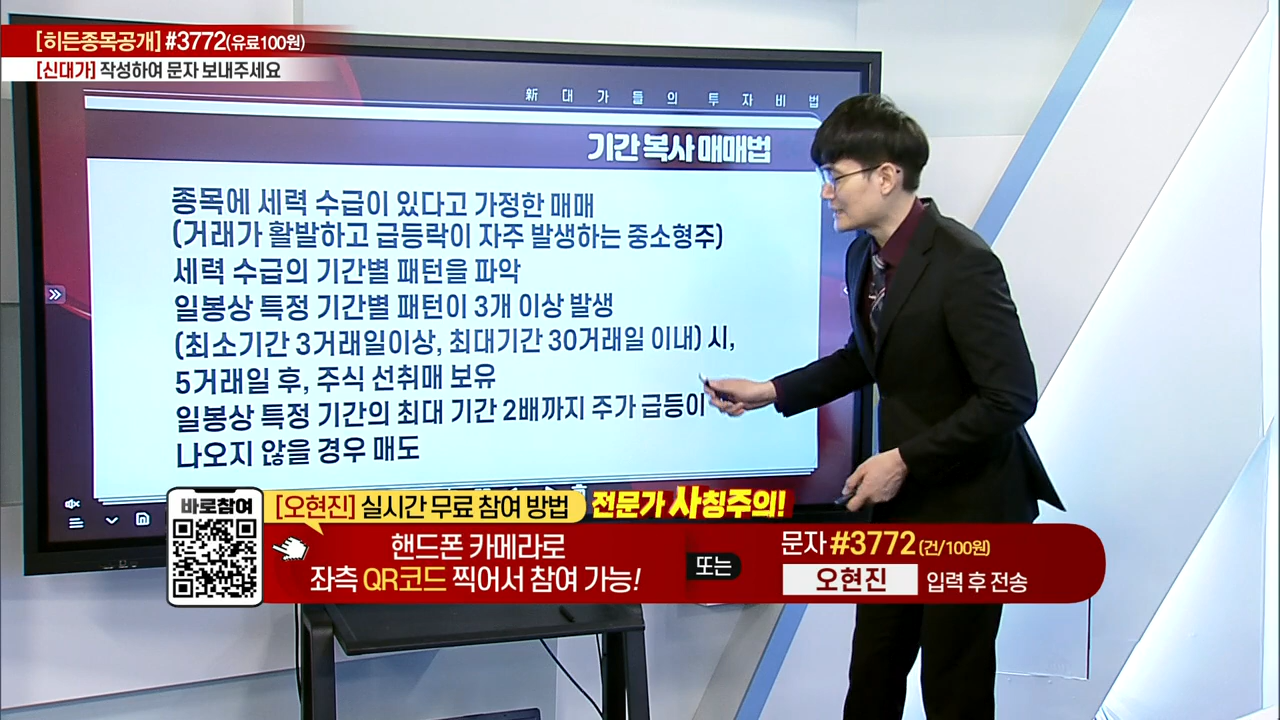 [히든종목공개] #3772(유료100원)
[신대가] 작성하여 문자 보내주세요
新대가들의 투자비법
기간 복사 매매법
종목에 세력 수급이 있다고 가정한 매매
(거래가 활발하고 급등락이 자주 발생하는 중소형주)
세력 수급의 기간별 패턴을 파악
일봉상 특정 기간별 패턴이 3개 이상 발생
(최소기간 3거래일이상, 최대기간 30거래일 이내) 시,
5거래일 후, 주식 선취매 보유
일봉상 특정 기간의 최대 기간 2배까지 주가 급등이
나오지 않을 경우 매도
바로참여
[오현진] 실시간 무료 참여 방법
전문가 사칭주의!
핸드폰 카메라로
좌측 QR코드 찍어서 참여 가능!
또는
문자 #3772 (건/100원)
오현진 입력 후 전송